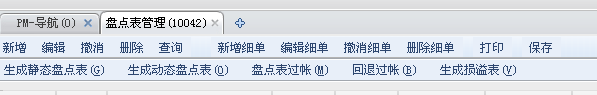 PM-导航(0) 盘点表管理(10042)
新增 编辑 撤消 删除 查询 新增细单 编辑细单 撤消细单 删除细单 打印 保存
生成静态盘点表(G) 生成动态盘点表(O) 盘点表过帐(M) 回退过帐(B) 生成损溢表(V)